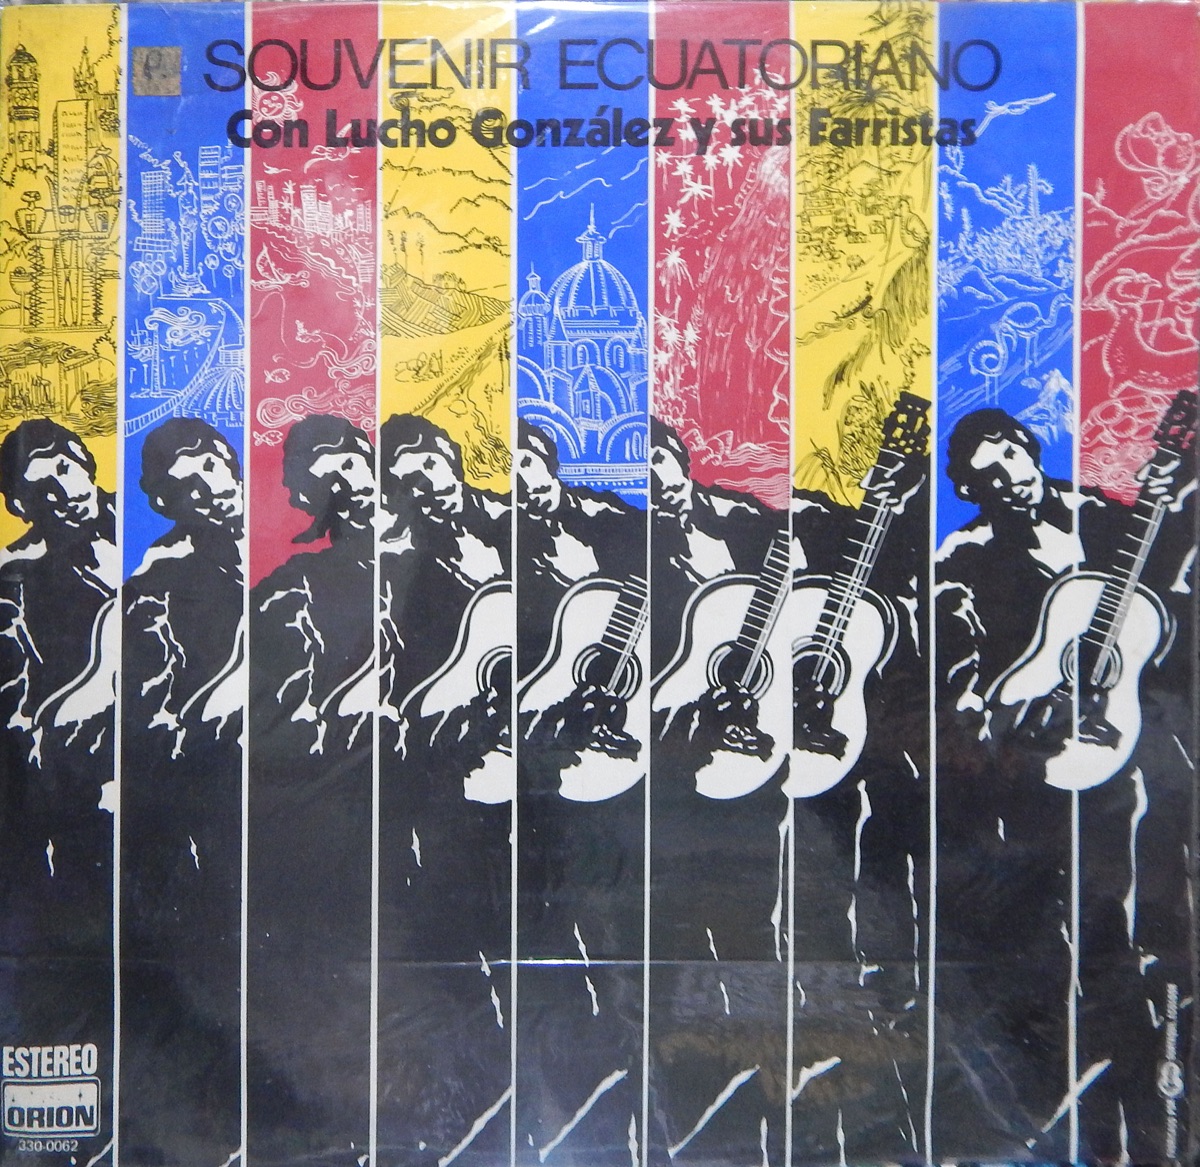 SOUVENIR ECUATORIANO
Con Lucho González y sus Farristas
ESTEREO
ORION
330-0062